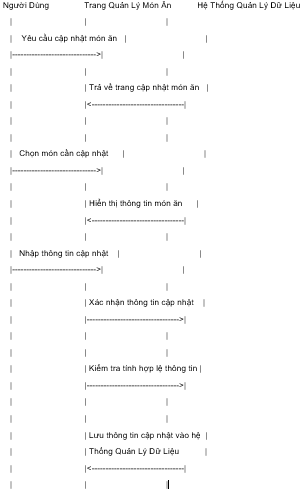 Người Dùng Trang Quản Lý Món Ăn Hệ Thống Quản Lý Dữ Liệu
| | |
| Yêu cầu cập nhật món ăn | |
|------------------------------>| |
| | |
| | Trả về trang cập nhật món ăn |
| |<--------------------------------|
| | |
| | |
| Chọn món cần cập nhật | |
|------------------------------>| |
| | |
| | Hiển thị thông tin món ăn |
| |<--------------------------------|
| | |
| Nhập thông tin cập nhật | |
|------------------------------>| |
| | |
| | Xác nhận thông tin cập nhật |
| |-------------------------------->|
| | |
| | Kiểm tra tính hợp lệ thông tin |
| |-------------------------------->|
| | |
| | |
| | Lưu thông tin cập nhật vào hệ |
| | Thống Quản Lý Dữ Liệu |
| |<--------------------------------|
| | |